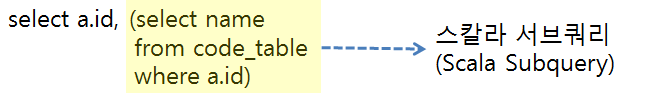 select a.id, (select name
from code_table
where a.id)
스칼라 서브쿼리
(Scala Subquery)